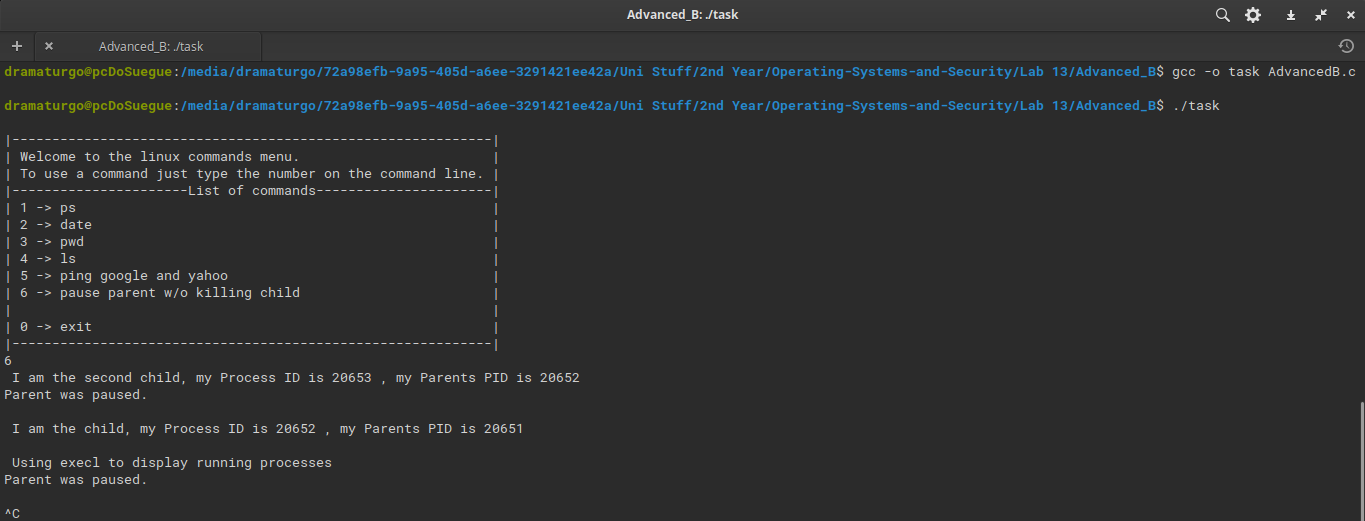 Advanced_B: ./task
+ × Advanced_B: ./task
dramaturgo@pcDoSuegue:/media/dramaturgo/72a98efb-9a95-405d-a6ee-3291421ee42a/Uni Stuff/2nd Year/Operating-Systems-and-Security/Lab 13/Advanced_B$ gcc -o task AdvancedB.c
dramaturgo@pcDoSuegue:/media/dramaturgo/72a98efb-9a95-405d-a6ee-3291421ee42a/Uni Stuff/2nd Year/Operating-Systems-and-Security/Lab 13/Advanced_B$ ./task
|------------------------------------------------------------|
| Welcome to the linux commands menu.                        |
| To use a command just type the number on the command line. |
|----------------------List of commands----------------------|
| 1 -> ps                                                    |
| 2 -> date                                                  |
| 3 -> pwd                                                   |
| 4 -> ls                                                    |
| 5 -> ping google and yahoo                                 |
| 6 -> pause parent w/o killing child                        |
|                                                            |
| 0 -> exit                                                  |
|------------------------------------------------------------|
6
 I am the second child, my Process ID is 20653 , my Parents PID is 20652
Parent was paused.
 I am the child, my Process ID is 20652 , my Parents PID is 20651
 Using execl to display running processes
Parent was paused.
^C